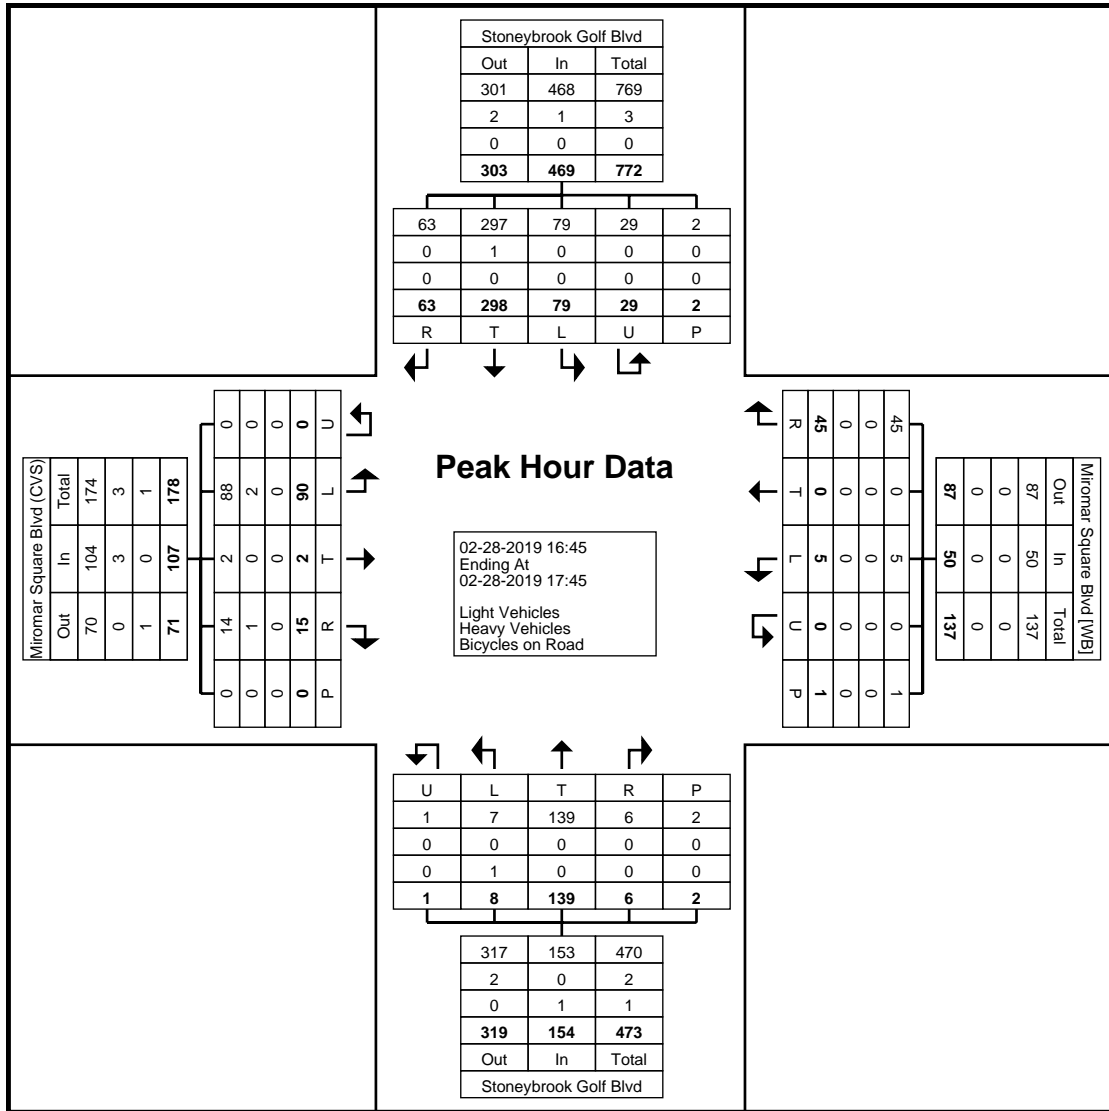 Stoneybrook Golf Blvd
Out In Total
301 468 769
2 1 3
0 0 0
303 469 772
63 297 79 29 2
0 1 0 0 0
0 0 0 0 0
63 298 79 29 2
R T L U P
Miromar Square Blvd (CVS)
Total In Out
174 104 70
3 3 0
1 0 1
178 107 71
0 88 2 14 0
0 2 0 1 0
0 0 0 0 0
0 90 2 15 0
U L T R P
Peak Hour Data
02-28-2019 16:45
Ending At
02-28-2019 17:45
Light Vehicles
Heavy Vehicles
Bicycles on Road
Miromar Square Blvd [WB]
Out In Total
87 50 137
0 0 0
0 0 0
87 50 137
45 0 5 0 1
0 0 0 0 0
0 0 0 0 0
45 0 5 0 1
R T L U P
U L T R P
1 7 139 6 2
0 0 0 0 0
0 1 0 0 0
1 8 139 6 2
317 153 470
2 0 2
0 1 1
319 154 473
Out In Total
Stoneybrook Golf Blvd